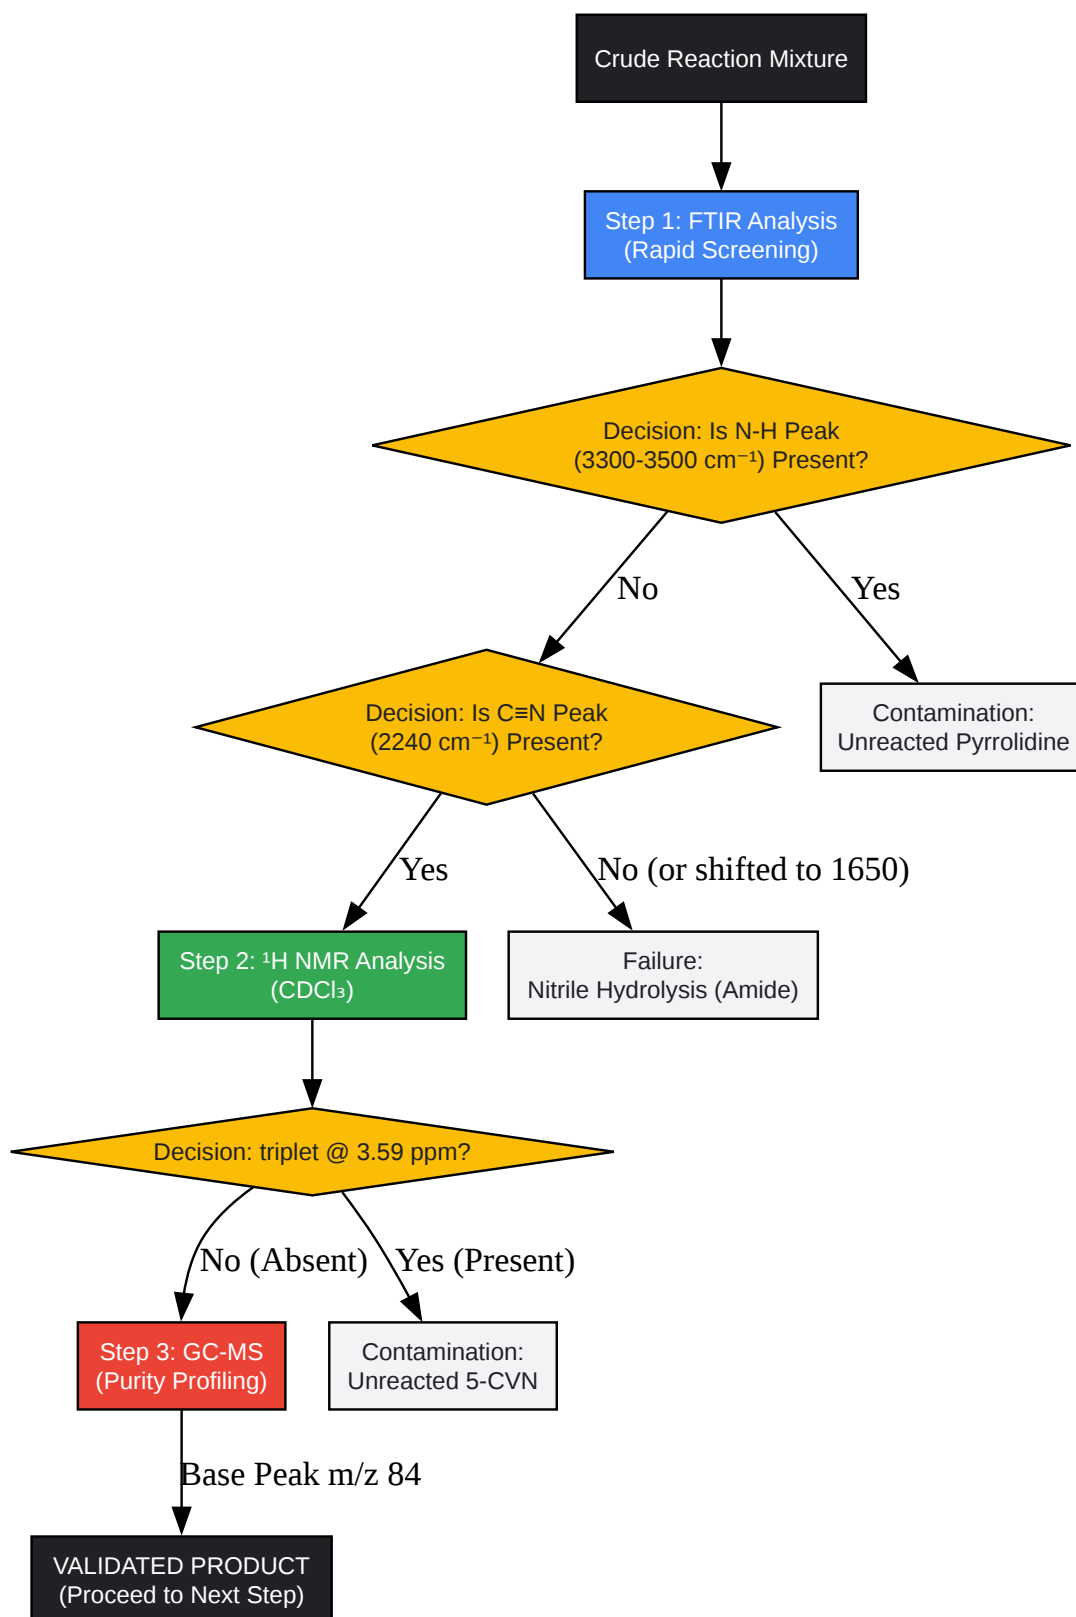 Crude Reaction Mixture
Step 1: FTIR Analysis
(Rapid Screening)
Decision: Is N-H Peak
(3300-3500 cm⁻¹) Present?
No
Yes
Decision: Is C≡N Peak
(2240 cm⁻¹) Present?
Contamination:
Unreacted Pyrrolidine
Yes
No (or shifted to 1650)
Step 2: ¹H NMR Analysis
(CDCl₃)
Failure:
Nitrile Hydrolysis (Amide)
Decision: triplet @ 3.59 ppm?
No (Absent)
Yes (Present)
Step 3: GC-MS
(Purity Profiling)
Contamination:
Unreacted 5-CVN
Base Peak m/z 84
VALIDATED PRODUCT
(Proceed to Next Step)